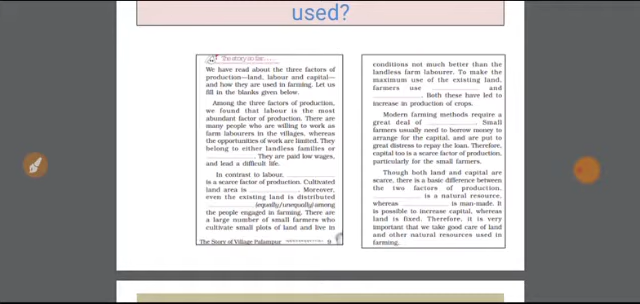 used?
The story so far....
We have read about the three factors of
production—land, labour and capital—
and how they are used in farming. Let us
fill in the blanks given below.
Among the three factors of production,
we found that labour is the most
abundant factor of production. There are
many people who are willing to work as
farm labourers in the villages, whereas
the opportunities of work are limited. They
belong to either landless families or
____________. They are paid low wages,
and lead a difficult life.
In contrast to labour, ____________
is a scarce factor of production. Cultivated
land area is ____________. Moreover,
even the existing land is distributed
____________ (equally/unequally) among
the people engaged in farming. There are
a large number of small farmers who
cultivate small plots of land and live in
The Story of Village Palampur
9
conditions not much better than the
landless farm labourer. To make the
maximum use of the existing land,
farmers use ____________ and
____________. Both these have led to
increase in production of crops.
Modern farming methods require a
great deal of ____________. Small
farmers usually need to borrow money to
arrange for the capital, and are put to
great distress to repay the loan. Therefore,
capital too is a scarce factor of production,
particularly for the small farmers.
Though both land and capital are
scarce, there is a basic difference between
the two factors of production.
____________ is a natural resource,
whereas ____________ is man-made. It
is possible to increase capital, whereas
land is fixed. Therefore, it is very
important that we take good care of land
and other natural resources used in
farming.